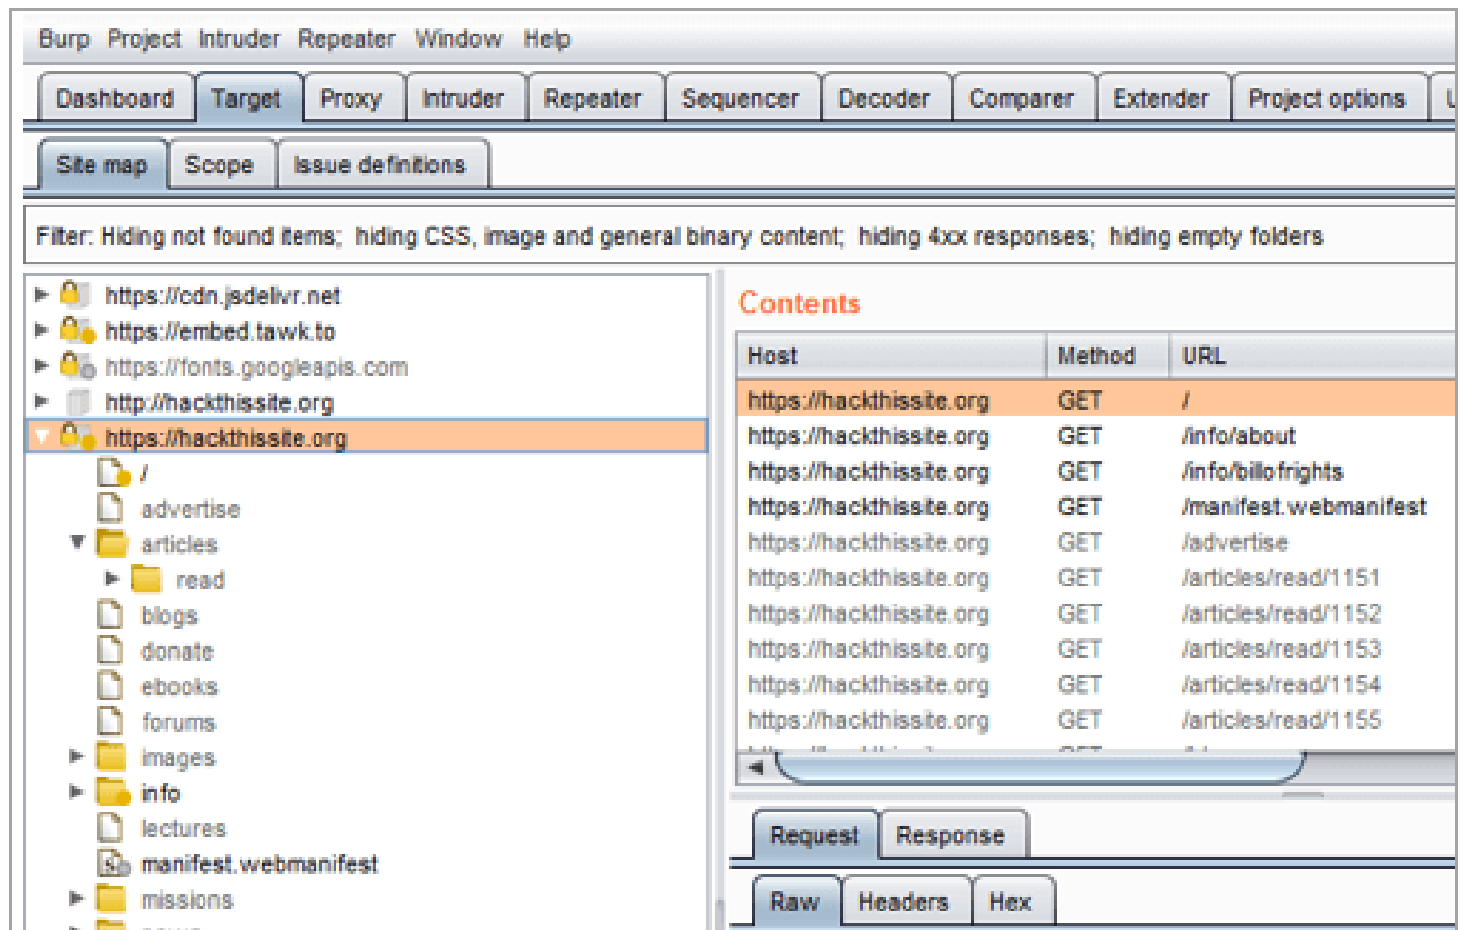 Burp Project Intruder Repeater Window Help
Dashboard Target Proxy Intruder Repeater Sequencer Decoder Comparer Extender Project options
Site map Scope Issue definitions
Filter: Hiding not found items; hiding CSS, image and general binary content; hiding 4xx responses; hiding empty folders
https://cdn.jsdelivr.net
https://embed.tawk.to
https://fonts.googleapis.com
http://hackthissite.org
https://hackthissite.org
/
advertise
articles
read
blogs
donate
ebooks
forums
images
info
lectures
manifest.webmanifest
missions
Contents
Host Method URL
https://hackthissite.org GET /
https://hackthissite.org GET /info/about
https://hackthissite.org GET /info/billofrights
https://hackthissite.org GET /manifest.webmanifest
https://hackthissite.org GET /advertise
https://hackthissite.org GET /articles/read/1151
https://hackthissite.org GET /articles/read/1152
https://hackthissite.org GET /articles/read/1153
https://hackthissite.org GET /articles/read/1154
https://hackthissite.org GET /articles/read/1155
Request Response
Raw Headers Hex